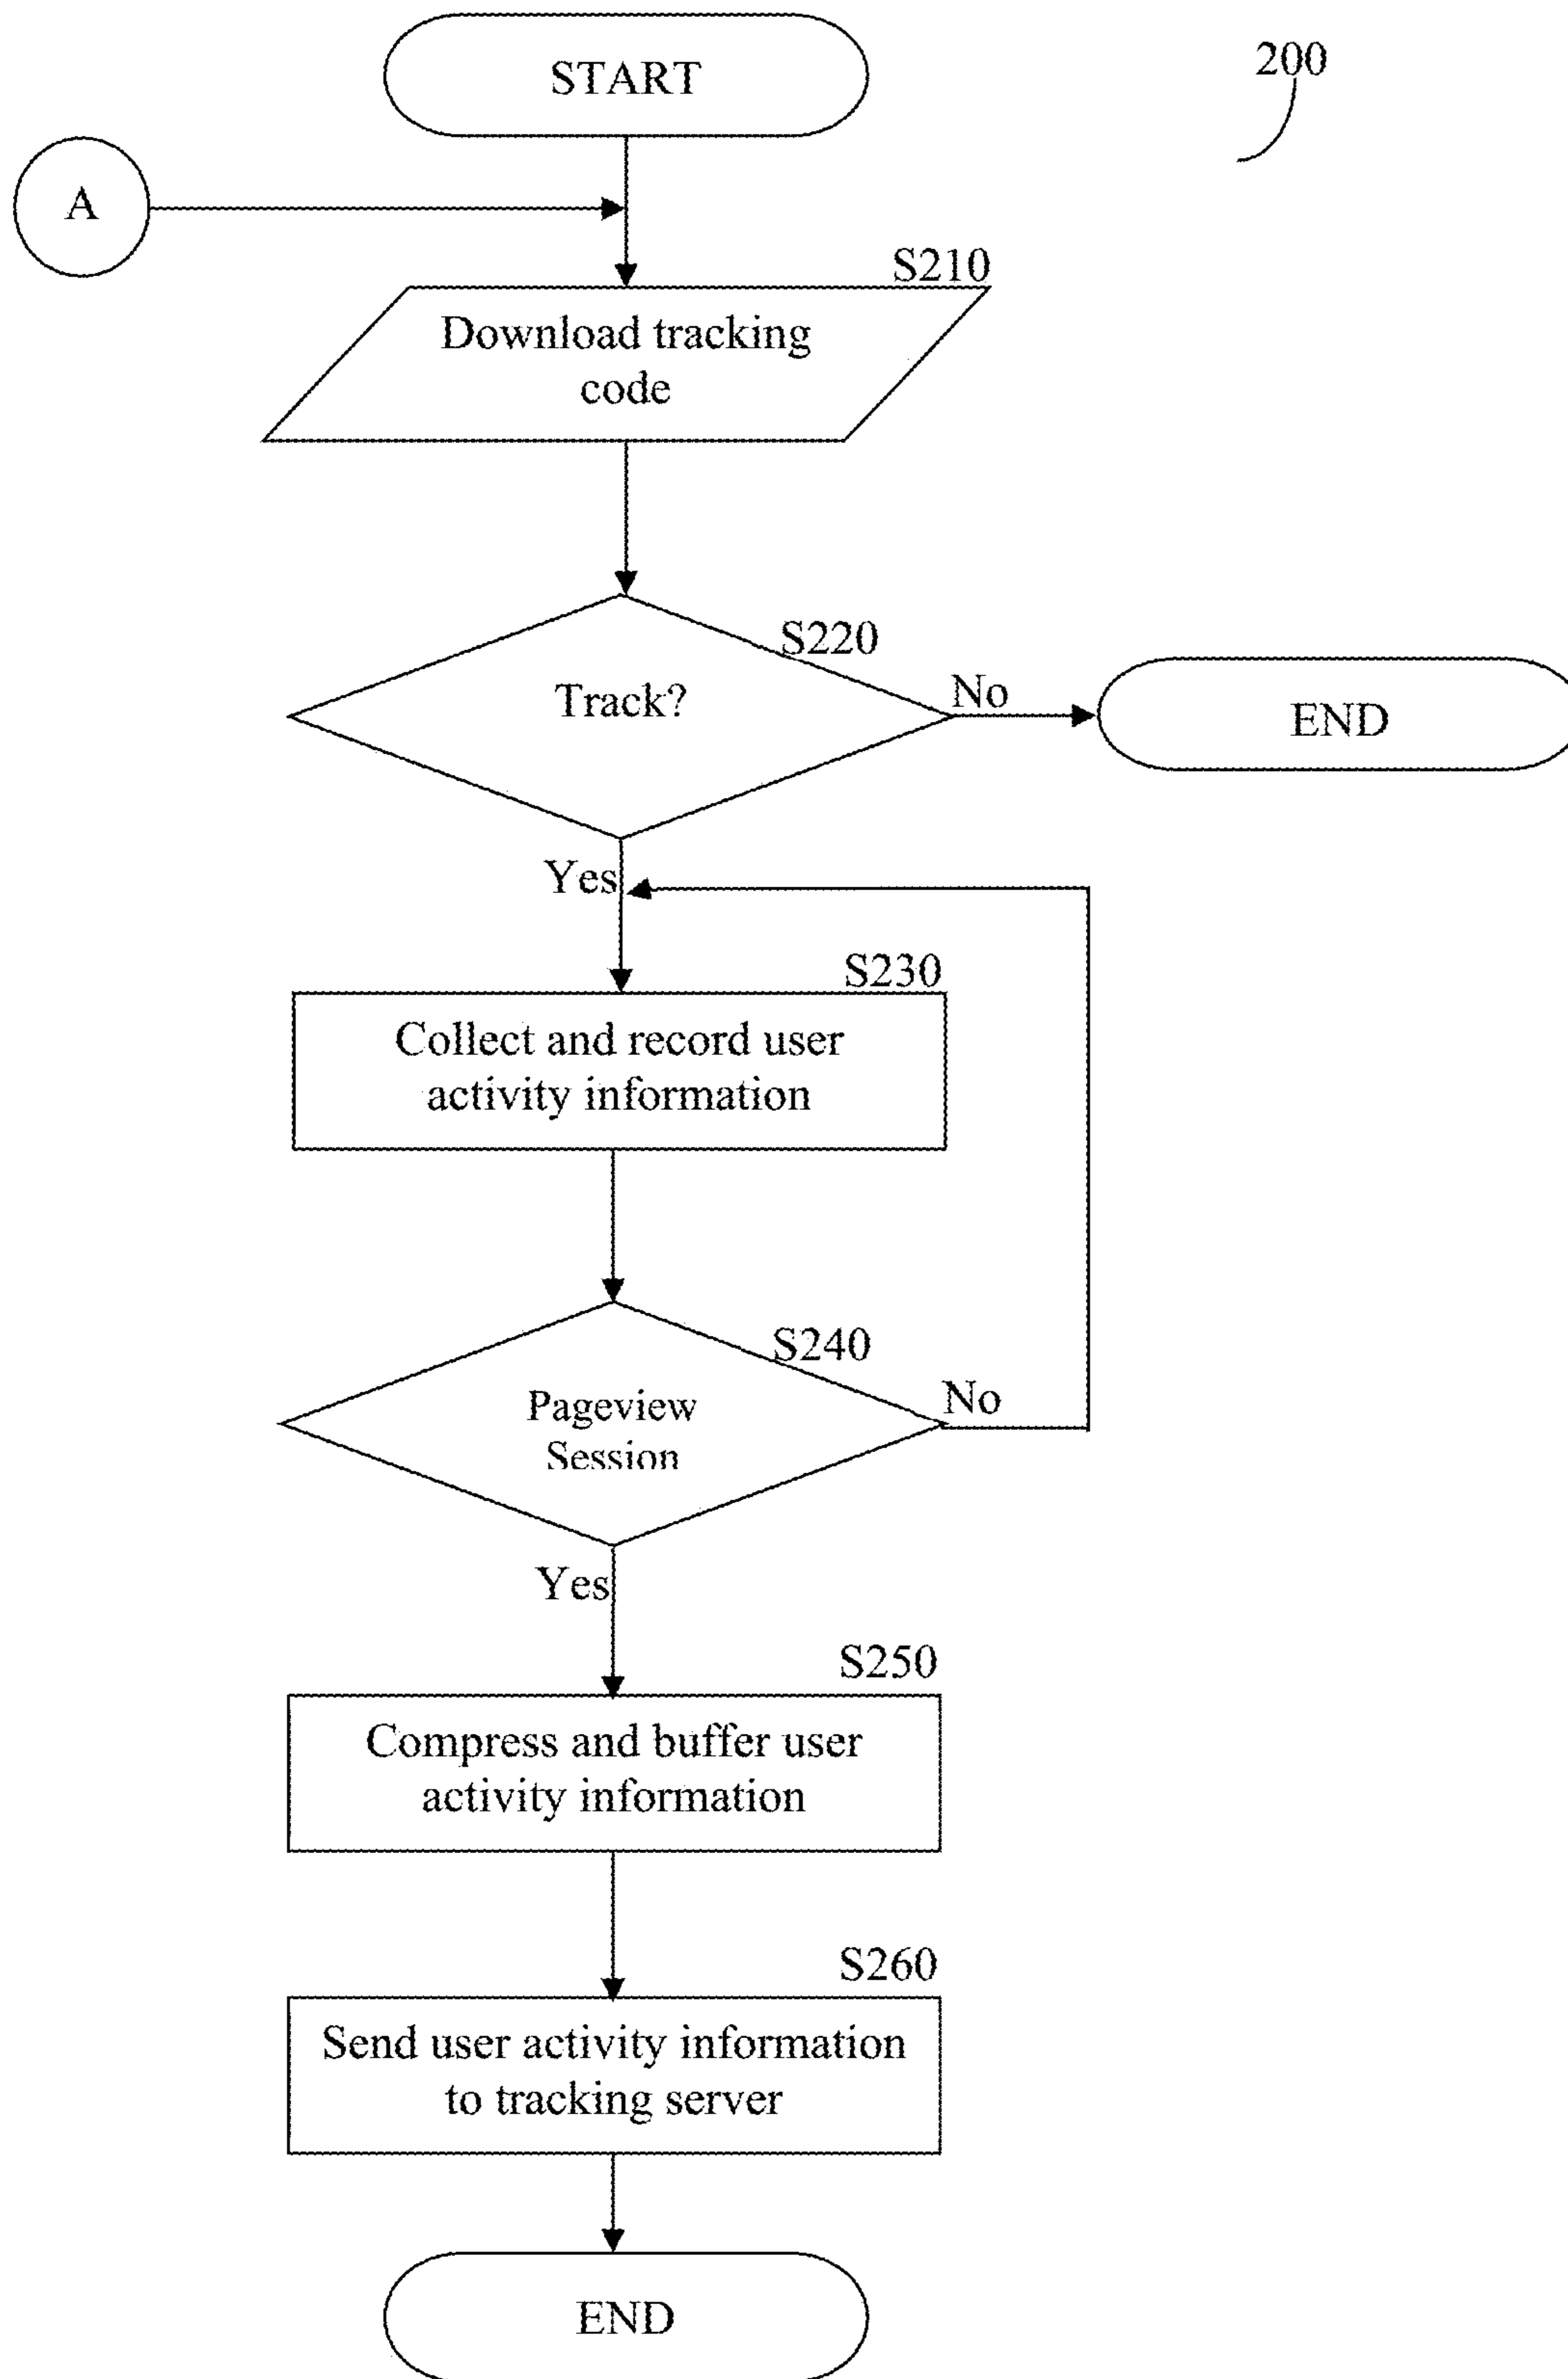 START
200
A
S210
Download tracking
code
S220
Track?
No
END
Yes
S230
Collect and record user
activity information
S240
Pageview
Session
No
Yes
S250
Compress and buffer user
activity information
S260
Send user activity information
to tracking server
END